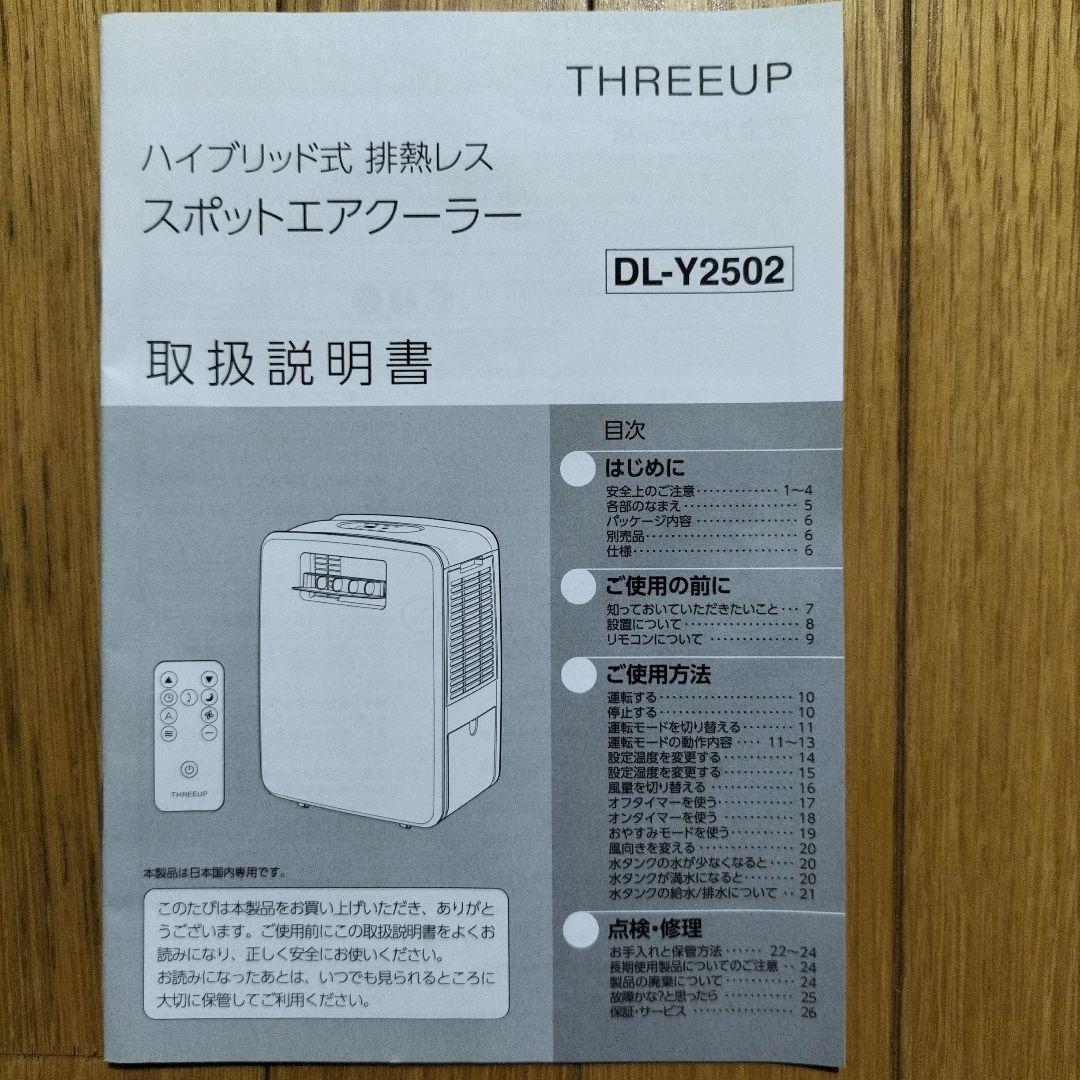 THREEUP
ハイブリッド式 排熱レス
スポットエアクーラー
DL-Y2502
取扱説明書
THREEUP
本製品は日本国内専用です。
このたびは本製品をお買い上げいただき、ありがと
うございます。ご使用前にこの取扱説明書をよくお
読みになり、正しく安全にお使いください。
お読みになったあとは、いつでも見られるところに
大切に保管してご利用ください。
目次
はじめに
安全上のご注意・・・・・・・・・・・・・ 1〜4
各部のなまえ・・・・・・・・・・・・・・・・・・ 5
パッケージ内容・・・・・・・・・・・・・・・・ 6
別売品・・・・・・・・・・・・・・・・・・・・・・・・ 6
仕様・・・・・・・・・・・・・・・・・・・・・・・・・・ 6
ご使用の前に
知っておいていただきたいこと・・・ 7
設置について・・・・・・・・・・・・・・・・・・ 8
リモコンについて・・・・・・・・・・・・・・ 9
ご使用方法
運転する・・・・・・・・・・・・・・・・・・・・・ 10
停止する・・・・・・・・・・・・・・・・・・・・・ 10
運転モードを切り替える・・・・・・・・ 11
運転モードの動作内容・・・・ 11〜13
設定温度を変更する・・・・・・・・・・・・ 14
設定湿度を変更する・・・・・・・・・・・・ 15
風量を切り替える・・・・・・・・・・・・・・ 16
オフタイマーを使う・・・・・・・・・・・・ 17
オンタイマーを使う・・・・・・・・・・・・ 18
おやすみモードを使う・・・・・・・・・・ 19
風向きを変える・・・・・・・・・・・・・・・・ 20
水タンクの水が少なくなると・・・・ 20
水タンクが満水になると・・・・・・・・ 20
水タンクの給水/排水について・・ 21
点検・修理
お手入れと保管方法・・・・・・ 22〜24
長期使用製品についてのご注意・・ 24
製品の廃棄について・・・・・・・・・・・・ 24
故障かな?と思ったら・・・・・・・・・・・ 25
保証・サービス・・・・・・・・・・・・・・・・ 26